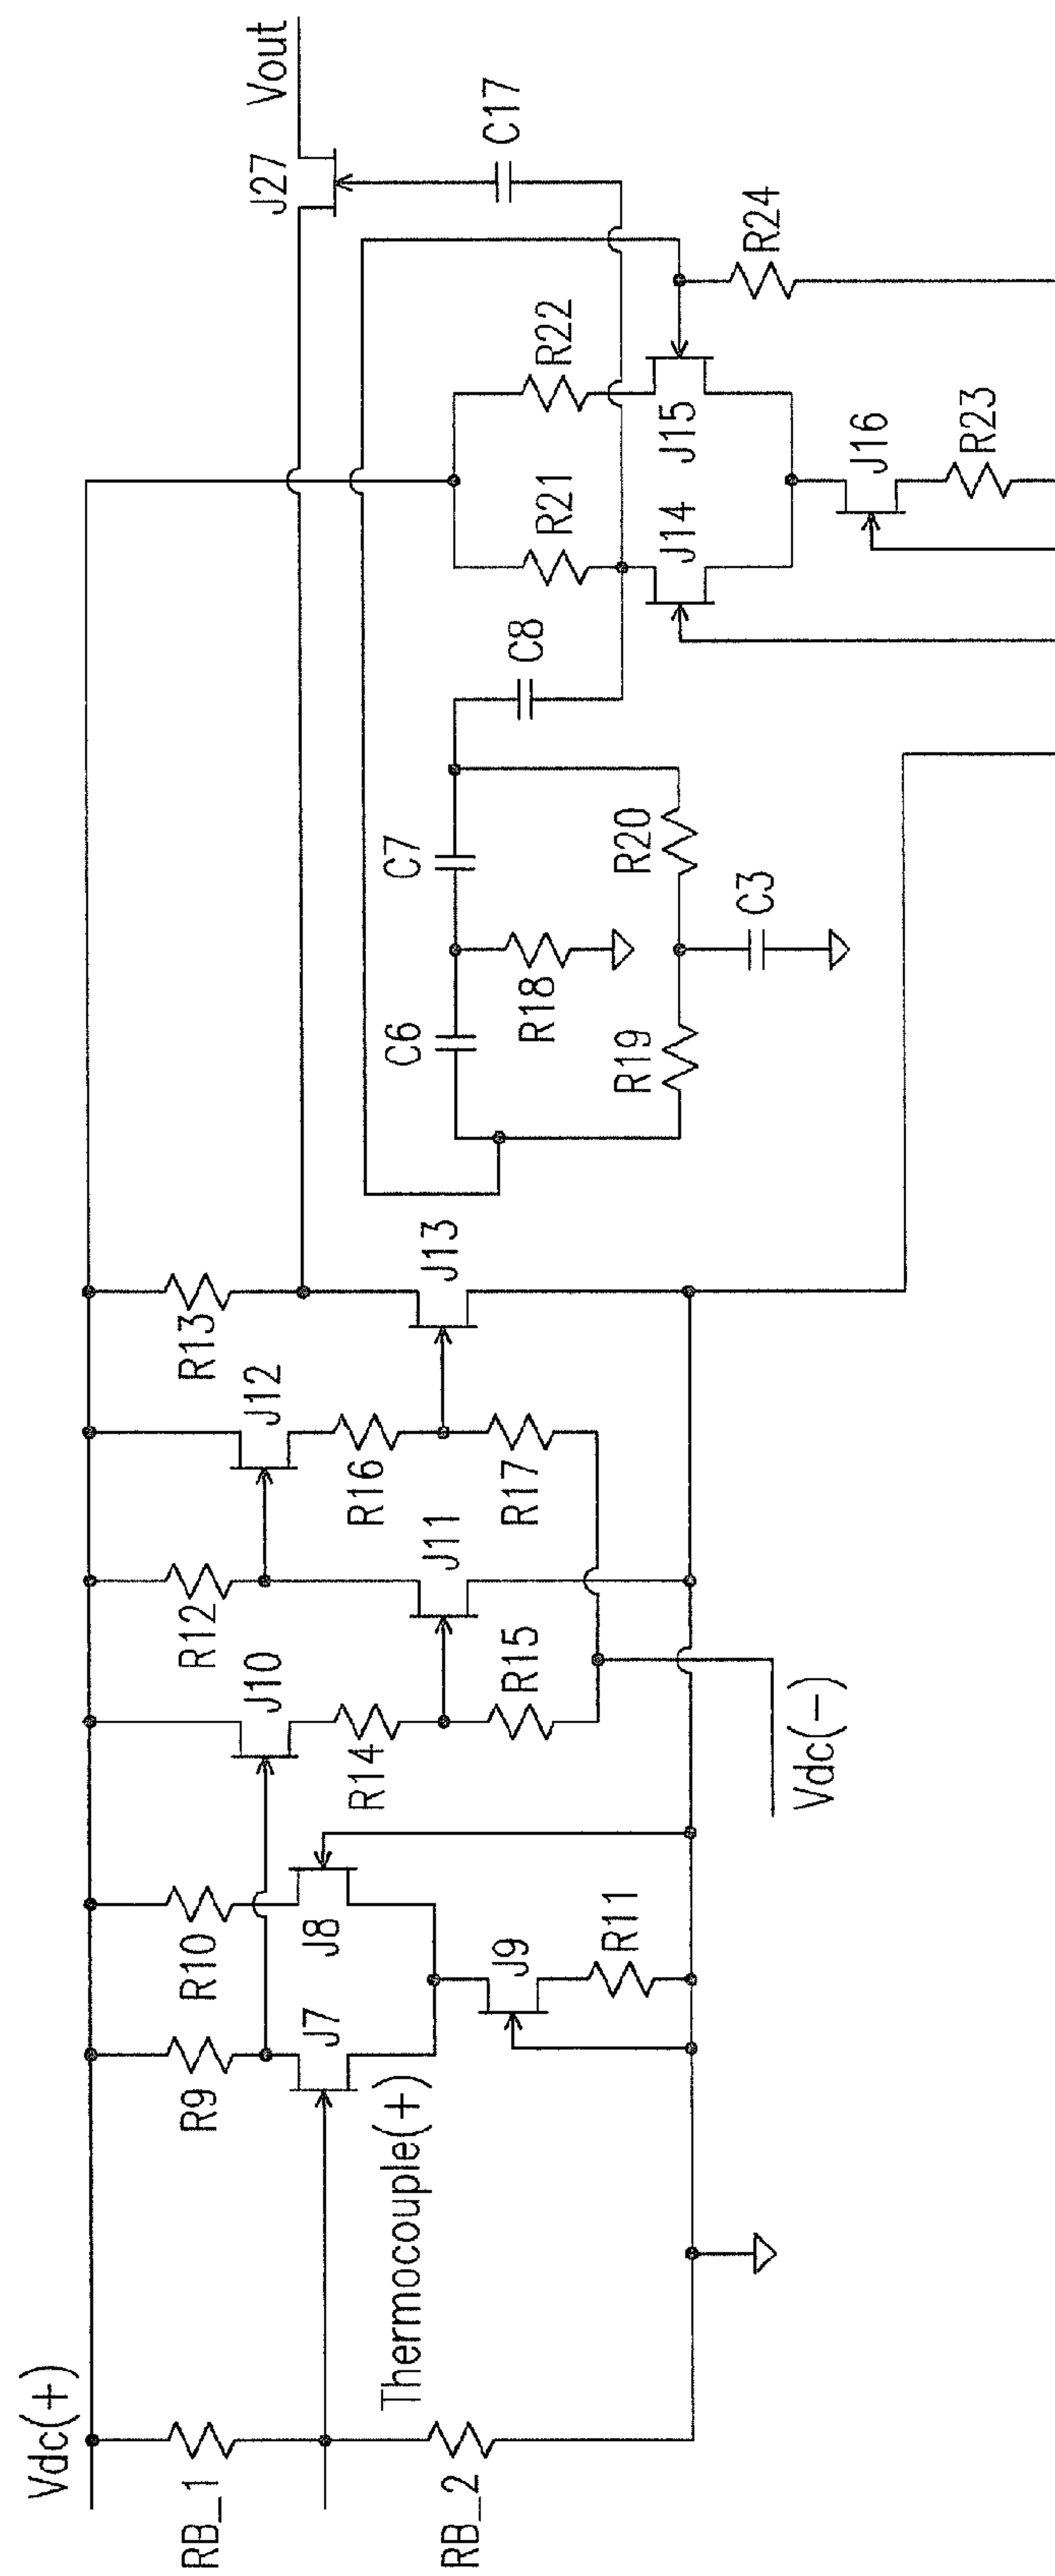 Vdc(+)
RB_1
RB_2
Thermocouple(+)
R9
R10
J7
J8
J9
R11
J10
R12
R14
R15
J11
J12
R13
R16
R17
J13
Vdc(-)
C6
C7
R18
R19
R20
C3
C8
R21
R22
J14
J15
J16
R23
R24
J27
C17
Vout